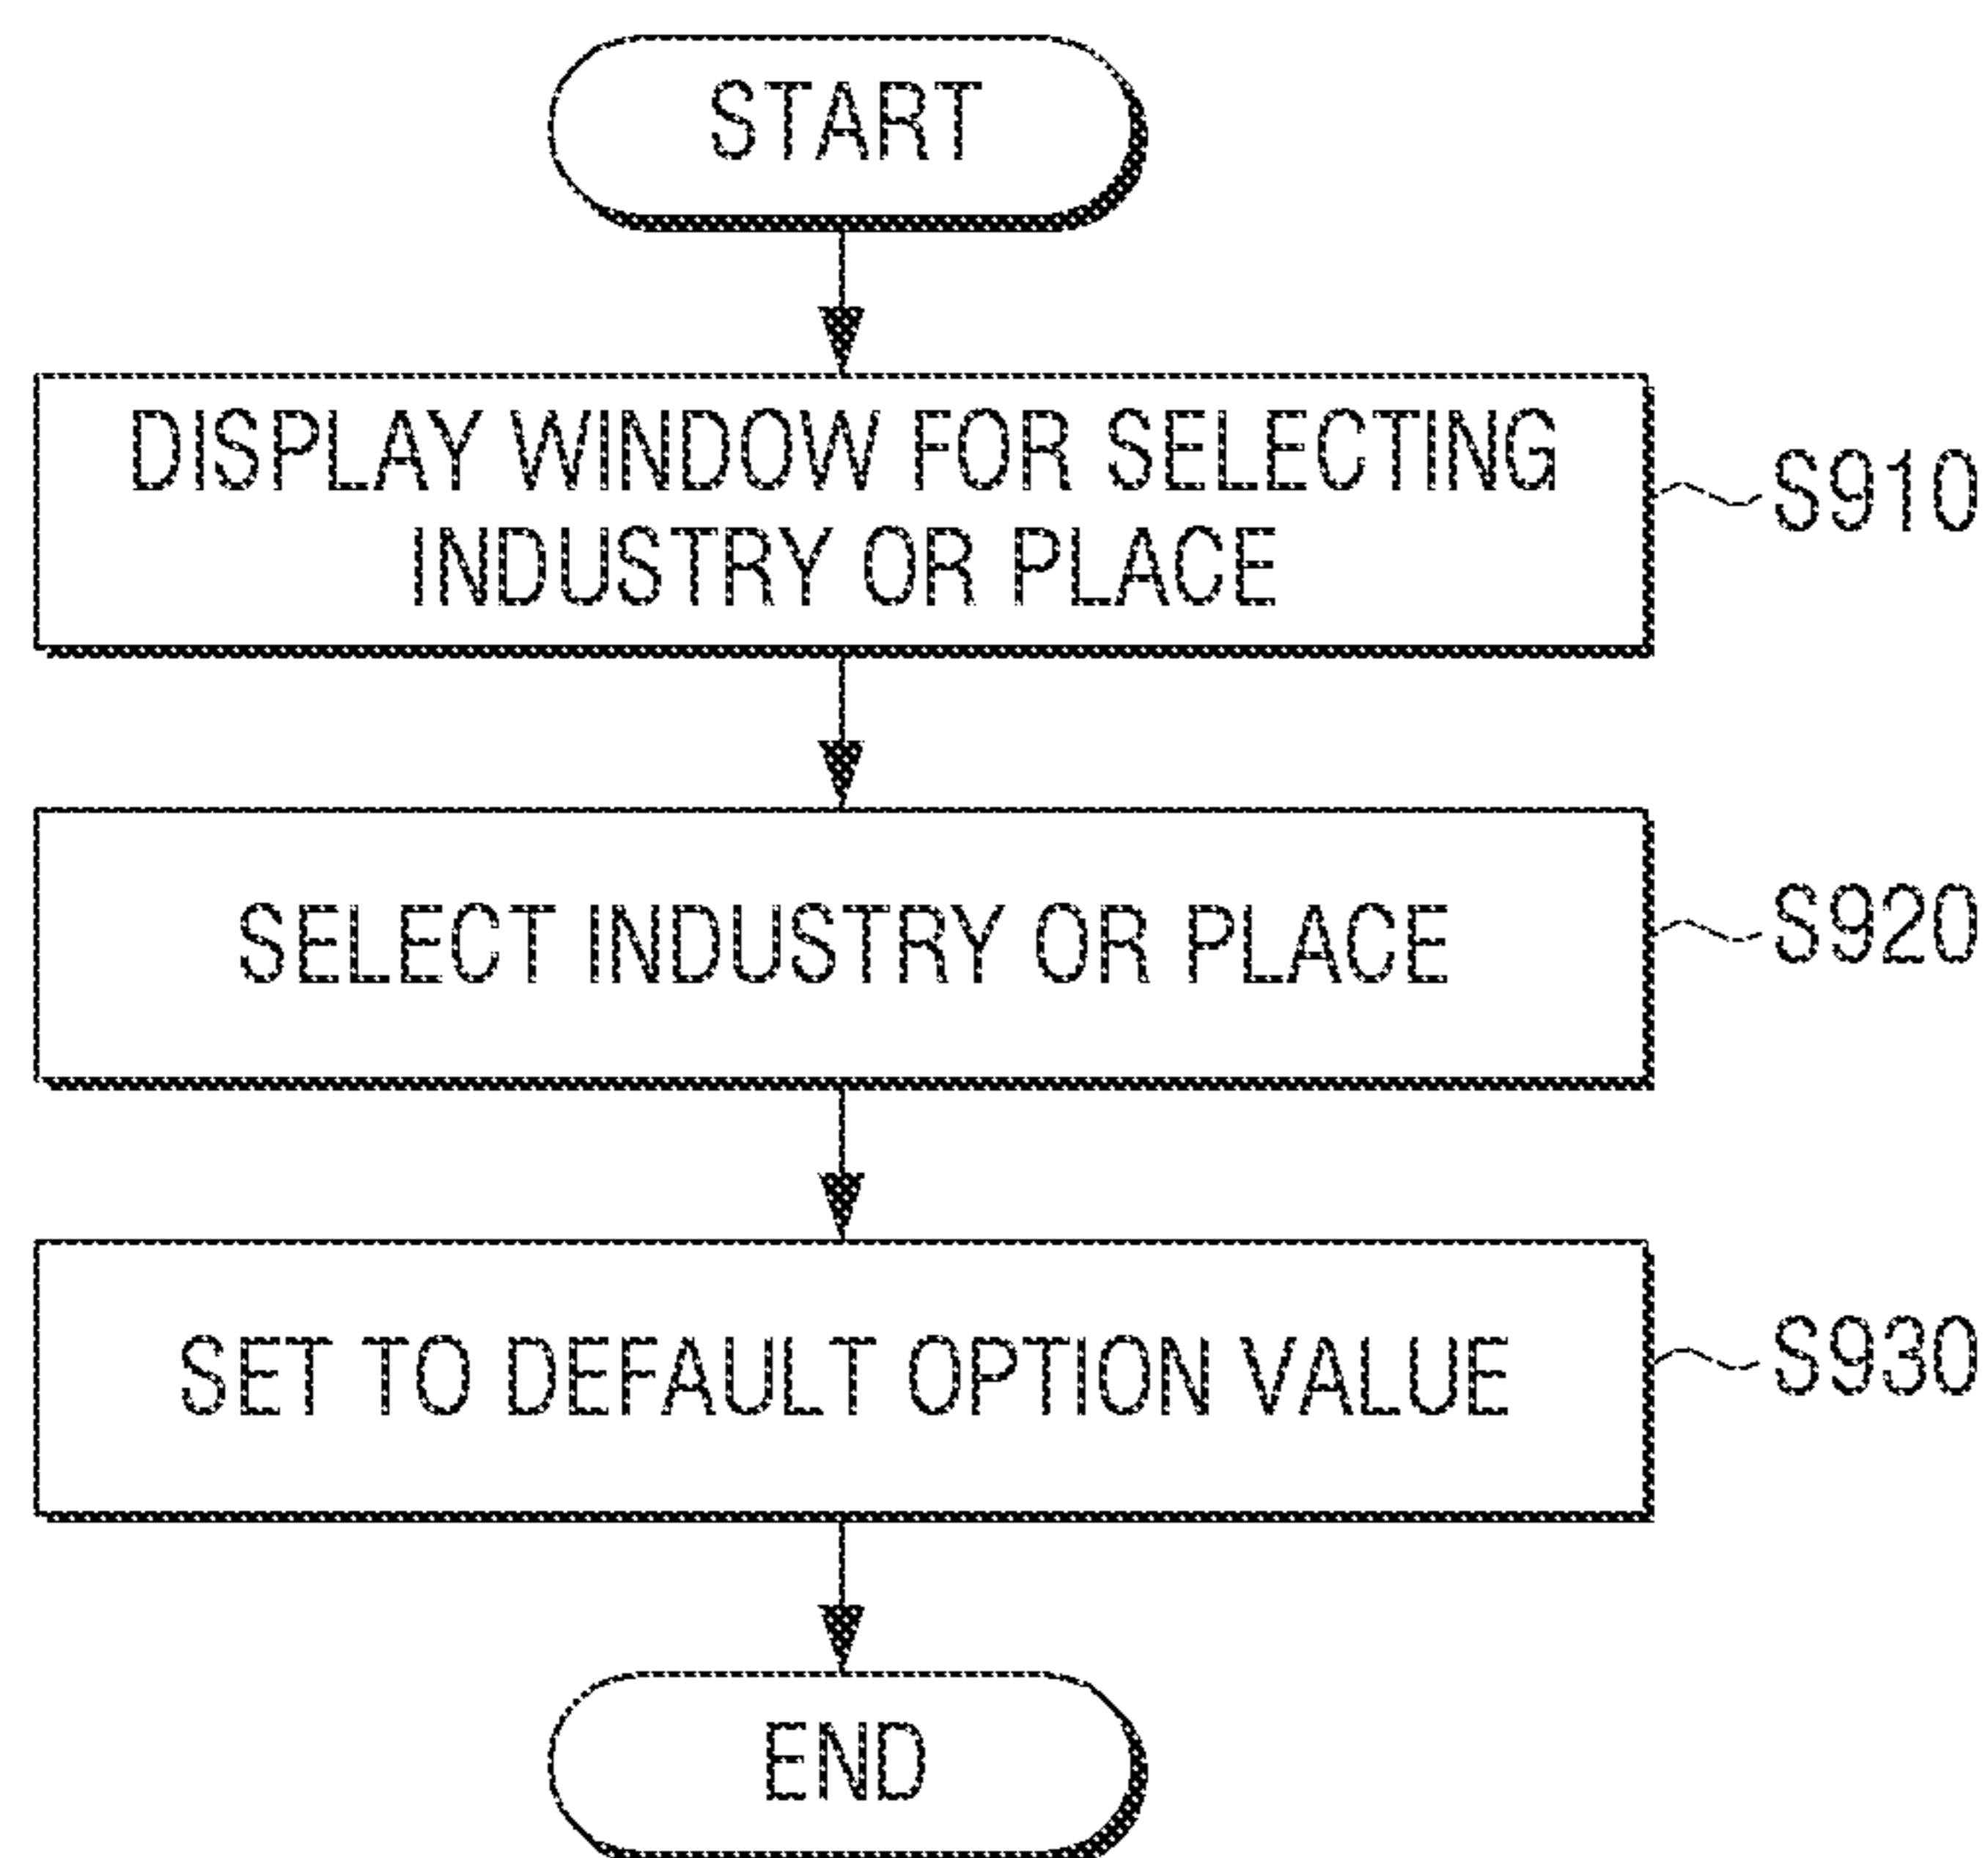 START
DISPLAY WINDOW FOR SELECTING
INDUSTRY OR PLACE
S910
SELECT INDUSTRY OR PLACE
S920
SET TO DEFAULT OPTION VALUE
S930
END